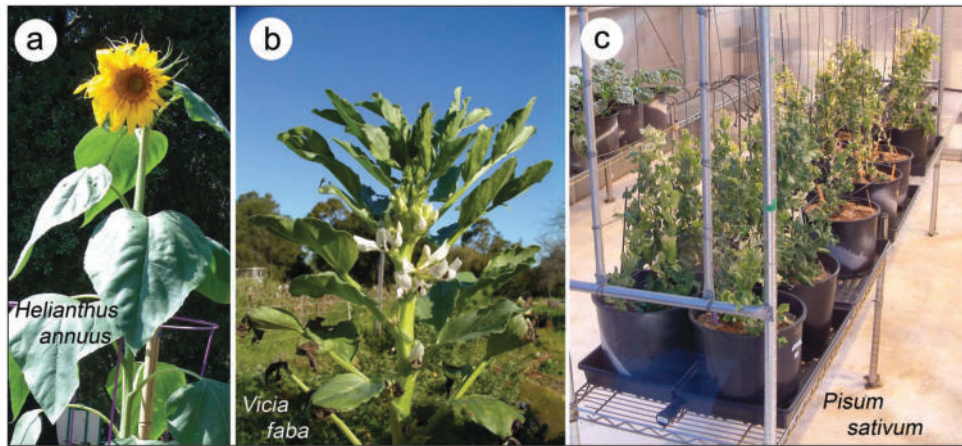 a
b
c
Helianthus
annuus
Vicia
faba
Pisum
sativum